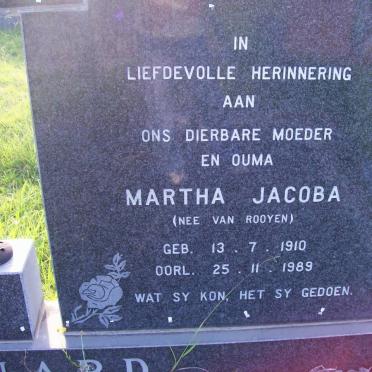 IN
LIEFDEVOLLE HERINNERING
AAN
ONS DIERBARE MOEDER
EN OUMA
MARTHA JACOBA
(NEE VAN ROOYEN)
GEB. 13 . 7 . 1910
OORL. 25 . 11 . 1989
WAT SY KON, HET SY GEDOEN.